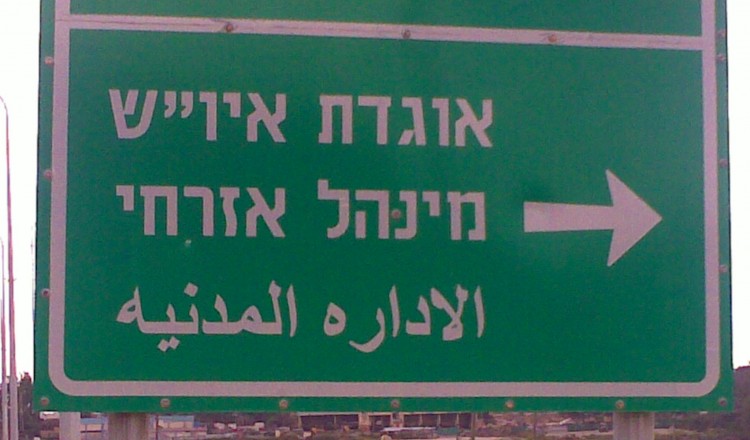 אוגדת איו״ש
מינהל אזרחי
الاداره المدنيه